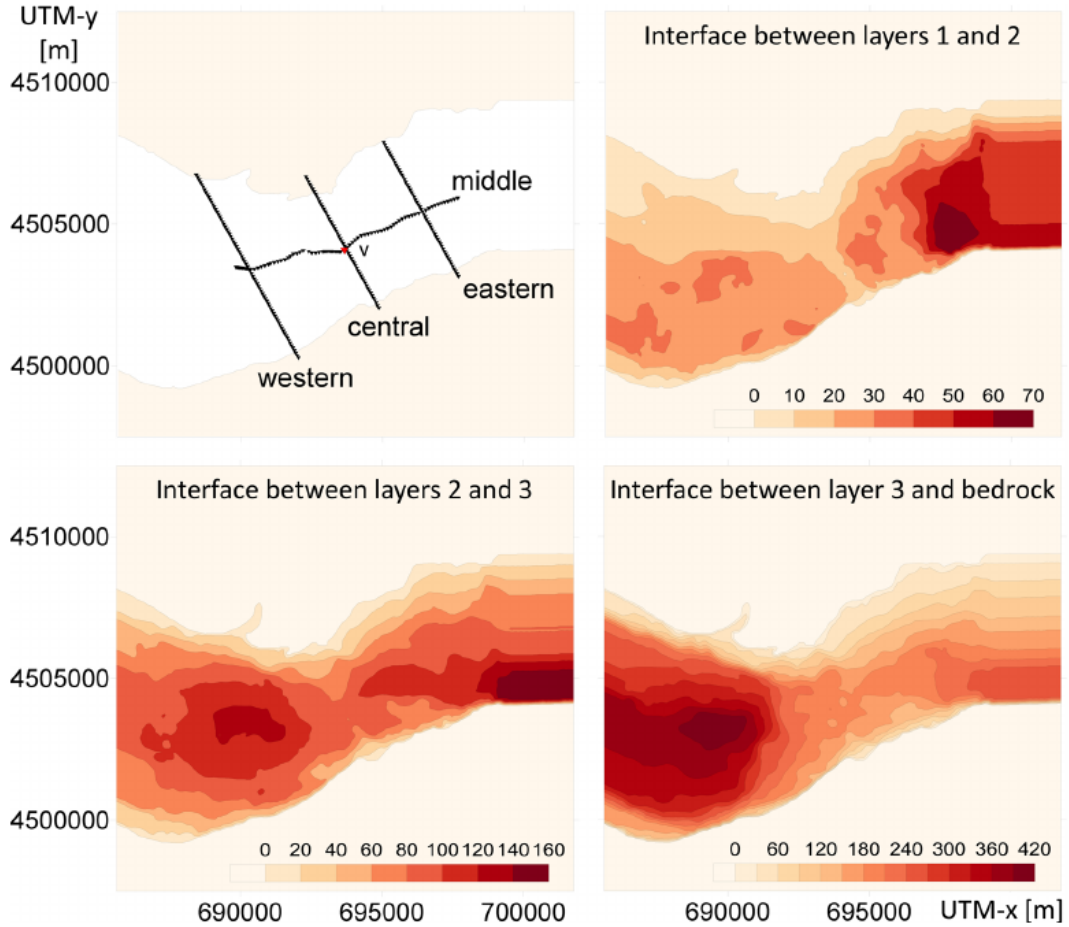 UTM-y
[m]
4510000
4505000
4500000
middle
V
eastern
central
western
Interface between layers 1 and 2
0 10 20 30 40 50 60 70
Interface between layers 2 and 3
4510000
4505000
4500000
0 20 40 60 80 100 120 140 160
690000 695000 700000
Interface between layer 3 and bedrock
0 60 120 180 240 300 360 420
690000 695000 UTM-x [m]